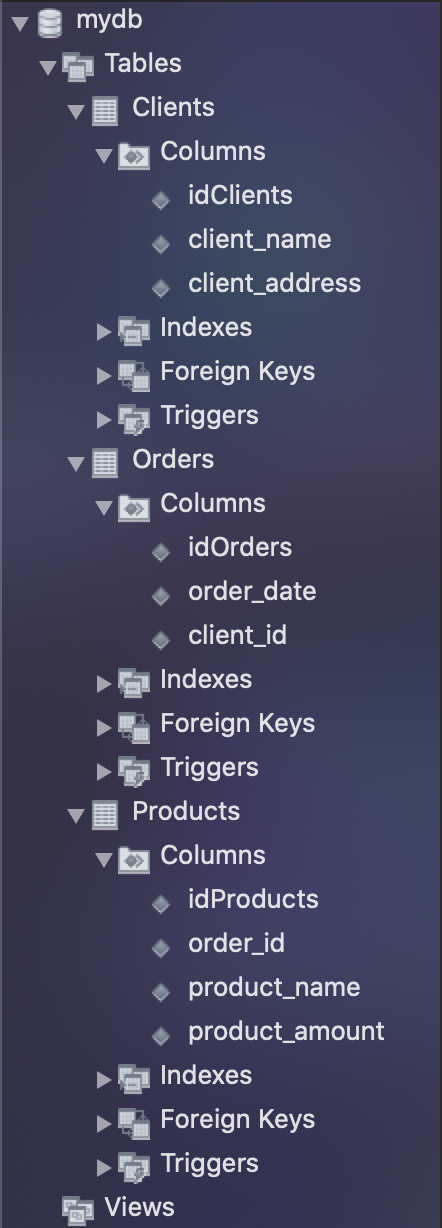 mydb
Tables
Clients
Columns
idClients
client_name
client_address
Indexes
Foreign Keys
Triggers
Orders
Columns
idOrders
order_date
client_id
Indexes
Foreign Keys
Triggers
Products
Columns
idProducts
order_id
product_name
product_amount
Indexes
Foreign Keys
Triggers
Views